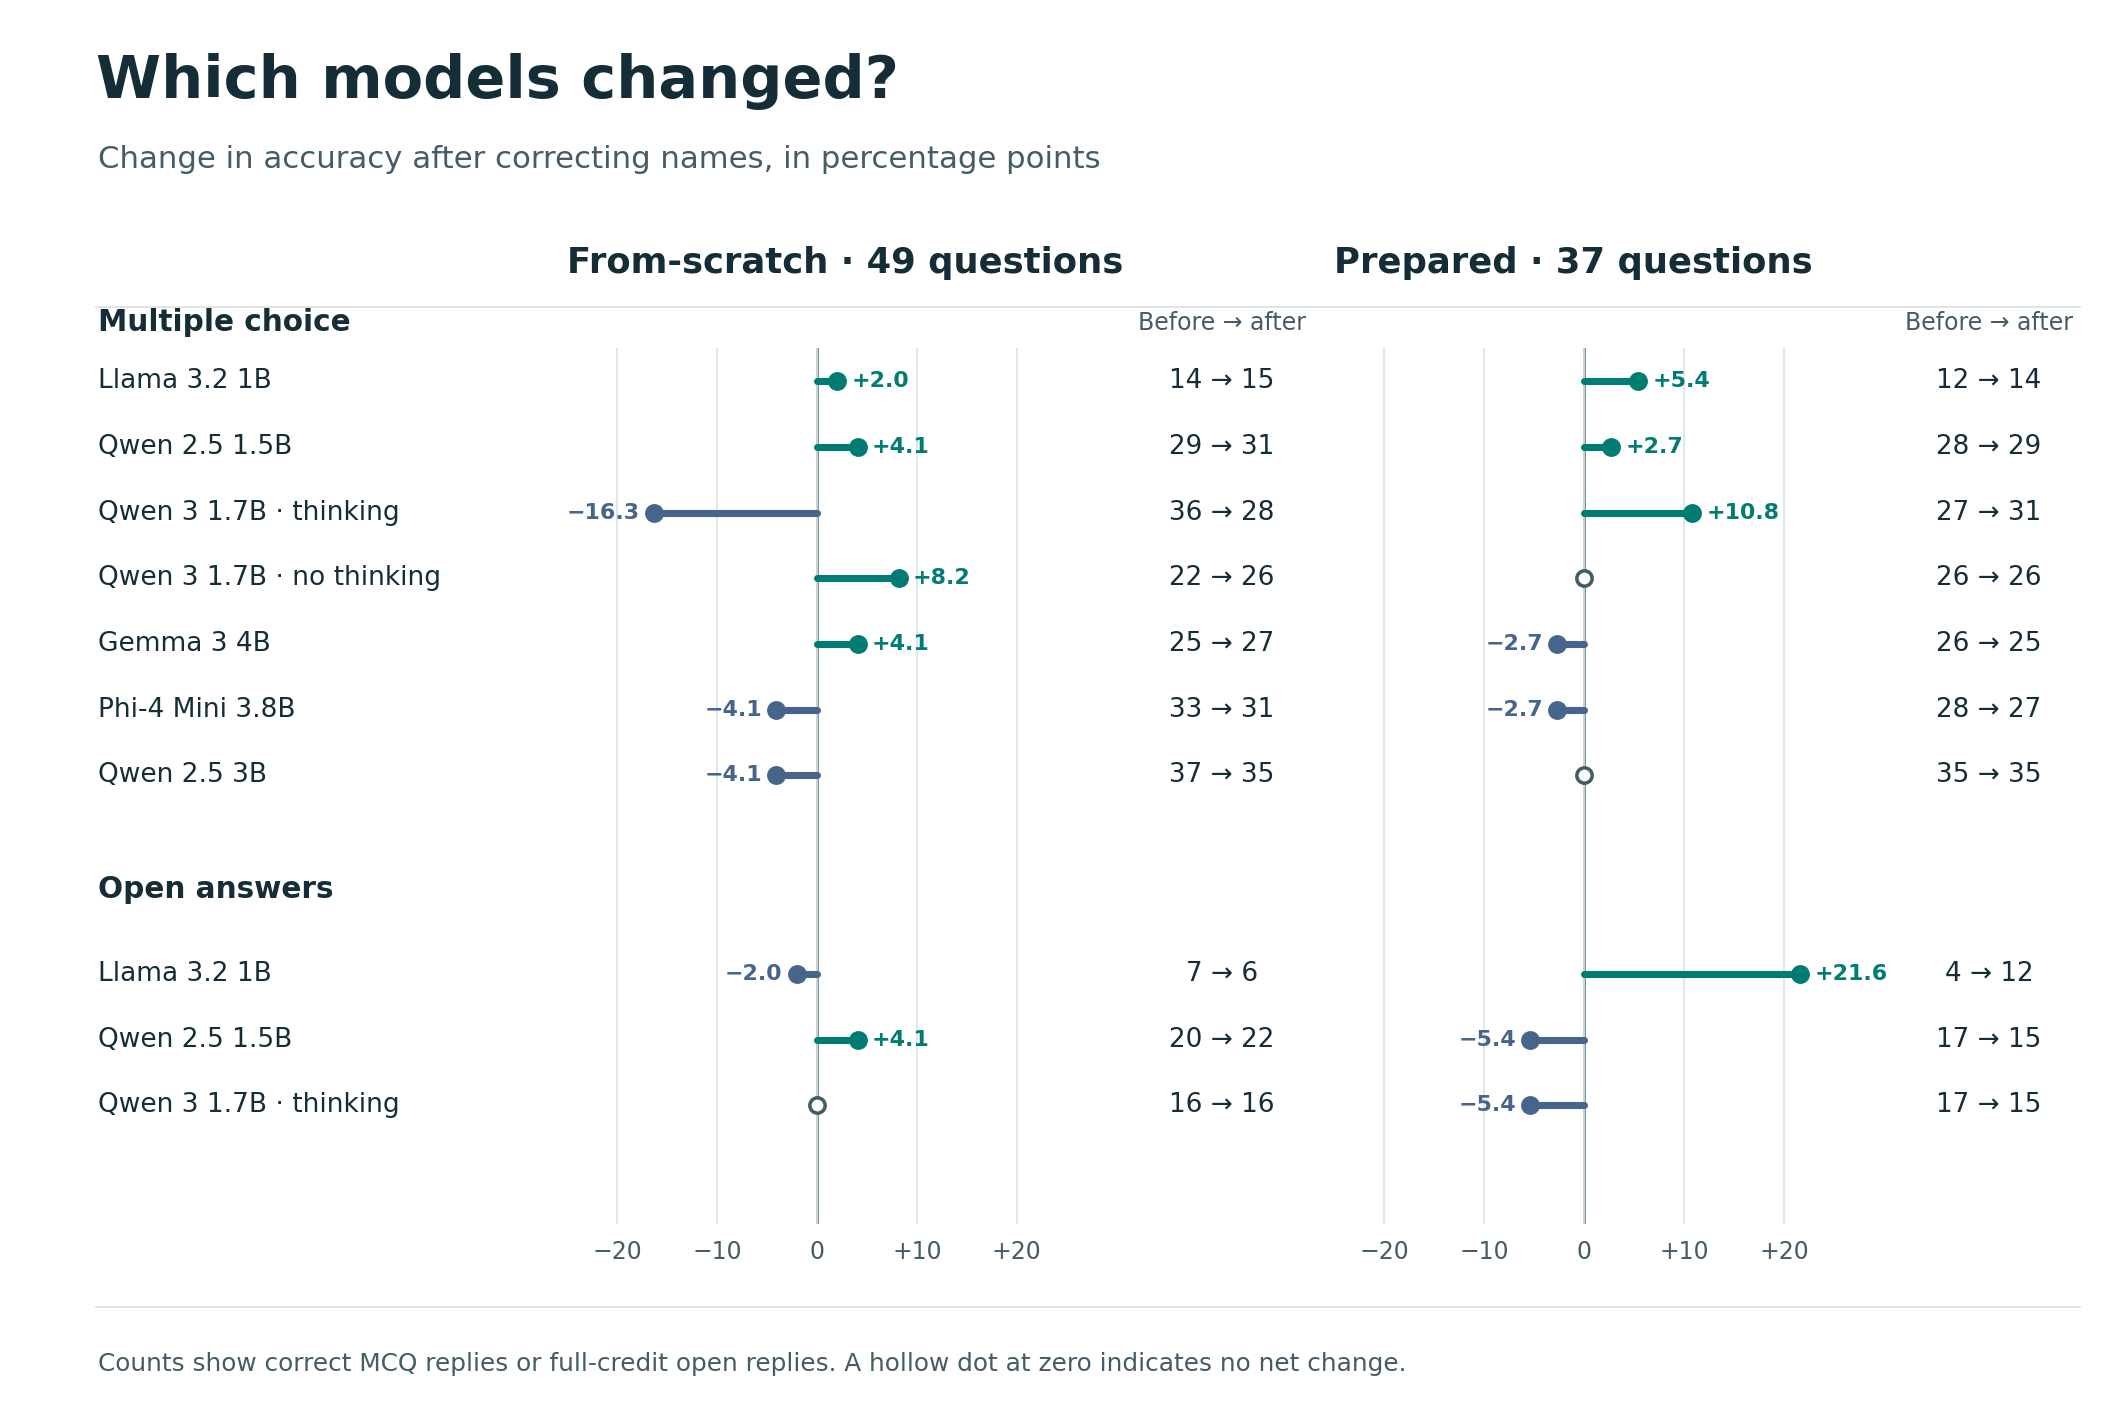 Which models changed?
Change in accuracy after correcting names, in percentage points
From-scratch · 49 questions Prepared · 37 questions
Multiple choice Before → after Before → after
Llama 3.2 1B +2.0 14 → 15 +5.4 12 → 14
Qwen 2.5 1.5B +4.1 29 → 31 +2.7 28 → 29
Qwen 3 1.7B · thinking −16.3 36 → 28 +10.8 27 → 31
Qwen 3 1.7B · no thinking +8.2 22 → 26 26 → 26
Gemma 3 4B +4.1 25 → 27 −2.7 26 → 25
Phi-4 Mini 3.8B −4.1 33 → 31 −2.7 28 → 27
Qwen 2.5 3B −4.1 37 → 35 35 → 35
Open answers
Llama 3.2 1B −2.0 7 → 6 +21.6 4 → 12
Qwen 2.5 1.5B +4.1 20 → 22 −5.4 17 → 15
Qwen 3 1.7B · thinking 16 → 16 −5.4 17 → 15
−20 −10 0 +10 +20 −20 −10 0 +10 +20
Counts show correct MCQ replies or full-credit open replies. A hollow dot at zero indicates no net change.